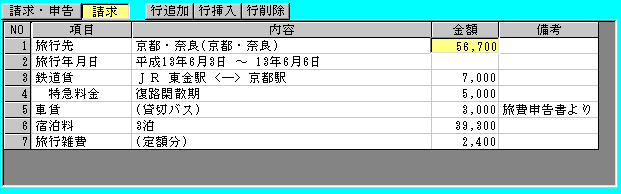 請求・申告 請求 行追加 行挿入 行削除
NO 項目 内容 金額 備考
1 旅行先 京都・奈良(京都・奈良) 56,700
2 旅行年月日 平成13年6月3日 ～ 13年6月6日
3 鉄道賃 ＪＲ 東金駅 <―> 京都駅 7,000
4 特急料金 復路閑散期 5,000
5 車賃 (貸切バス) 3,000 旅費申告書より
6 宿泊料 3泊 39,300
7 旅行雑費 (定額分) 2,400